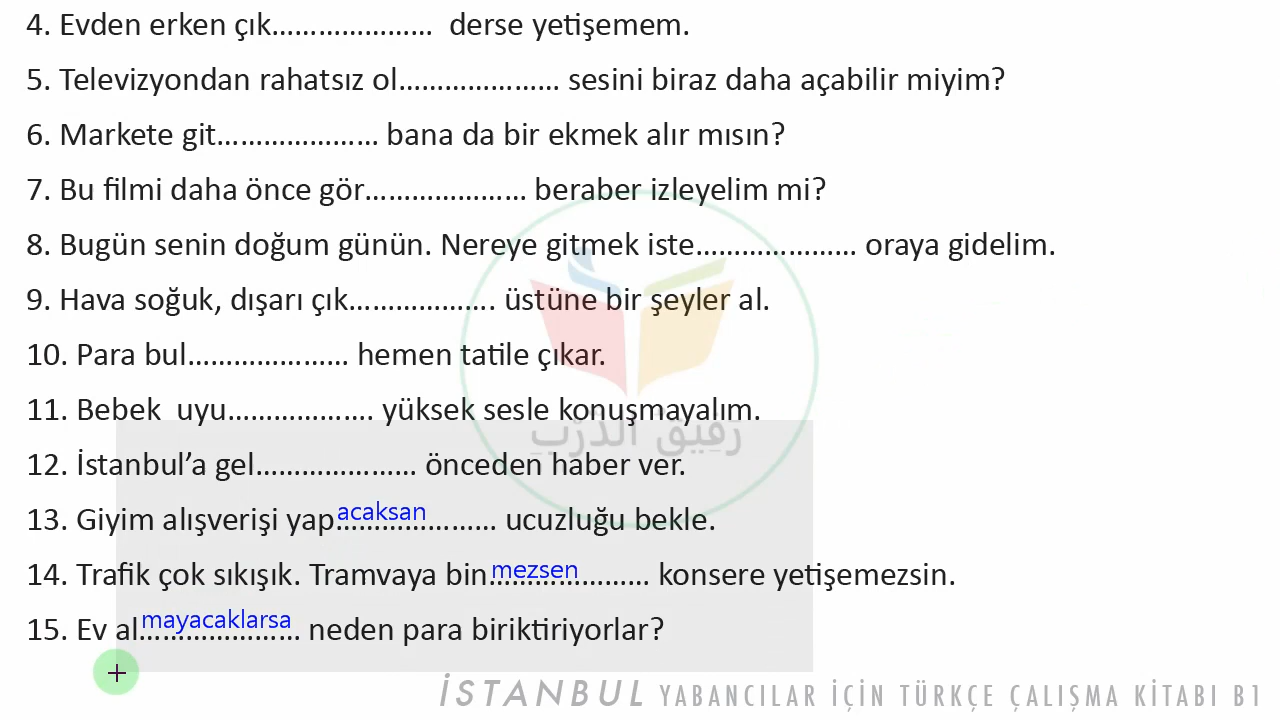 4. Evden erken çık………………… derse yetişemem.
5. Televizyondan rahatsız ol………………… sesini biraz daha açabilir miyim?
6. Markete git………………… bana da bir ekmek alır mısın?
7. Bu filmi daha önce gör………………… beraber izleyelim mi?
8. Bugün senin doğum günün. Nereye gitmek iste………………… oraya gidelim.
9. Hava soğuk, dışarı çık………………. üstüne bir şeyler al.
10. Para bul………………… hemen tatile çıkar.
11. Bebek uyu………………. yüksek sesle konuşmayalım.
رَفِيقُ الدَّرْبِ
12. İstanbul’a gel………………… önceden haber ver.
13. Giyim alışverişi yap acaksan ………………… ucuzluğu bekle.
14. Trafik çok sıkışık. Tramvaya bin mezsen ………………… konsere yetişemezsin.
15. Ev al mayacaklarsa ………………… neden para biriktiriyorlar?
İSTANBUL YABANCILAR İÇİN TÜRKÇE ÇALIŞMA KİTABI B1